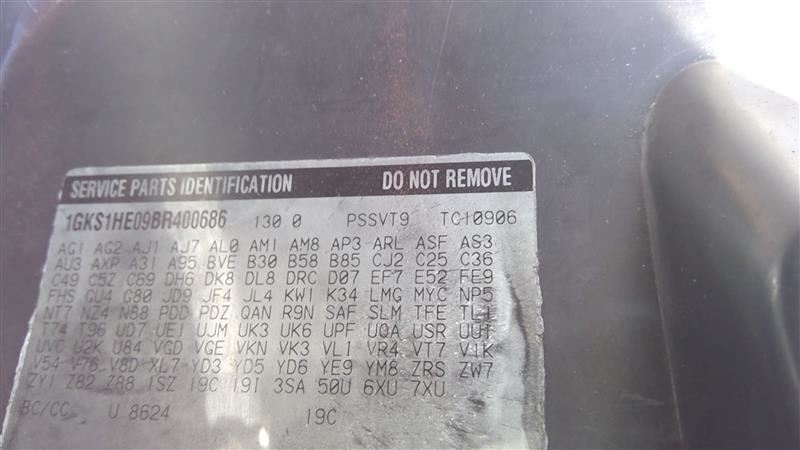 SERVICE PARTS IDENTIFICATION DO NOT REMOVE
1GKS1HE09BR400686 130.0 PSSVT9 TC10906
AG1 AG2 AJ1 AJ7 AL0 AM1 AM8 AP3 ARL ASF AS3
AU3 AXP A31 A95 BVE B30 B58 B85 CJ2 C25 C36
C49 C5Z C69 DH6 DK8 DL8 DRC D07 EF7 E52 FE9
FHS GU4 G80 JD9 JF4 JL4 KW1 K34 LMG MYC NP5
NT7 NZ4 N88 PDD PDZ QAN R9N SAF SLM TFE TL1
T74 T96 UD7 UE1 UJM UK3 UK6 UPF UQA USR UU1
UVC U2K U84 VGD VGE VKN VK3 VL1 VR4 VT7 V1K
V54 V76 V8D XL7 YD3 YD5 YD6 YE9 YM8 ZRS ZW7
ZY1 Z82 Z88 1SZ 19C 19I 3SA 50U 6XU 7XU
BC/CC U 8624 19C